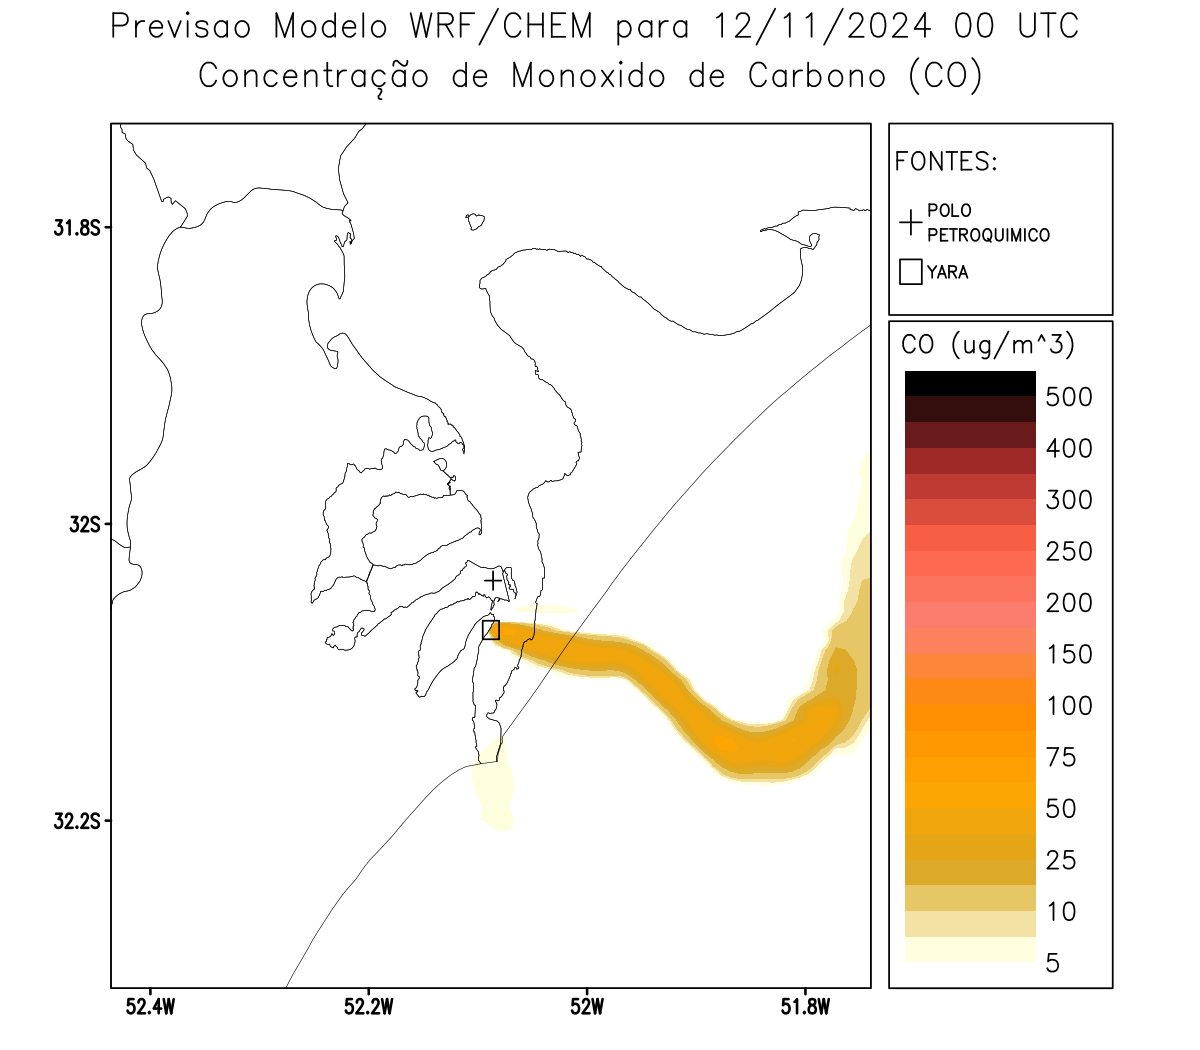 Previsao Modelo WRF/CHEM para 12/11/2024 00 UTC
Concentração de Monoxido de Carbono (CO)
FONTES:
POLO
PETROQUIMICO
YARA
CO (ug/m^3)
500
400
300
250
200
150
100
75
50
25
10
5
31.8S
32S
32.2S
52.4W
52.2W
52W
51.8W